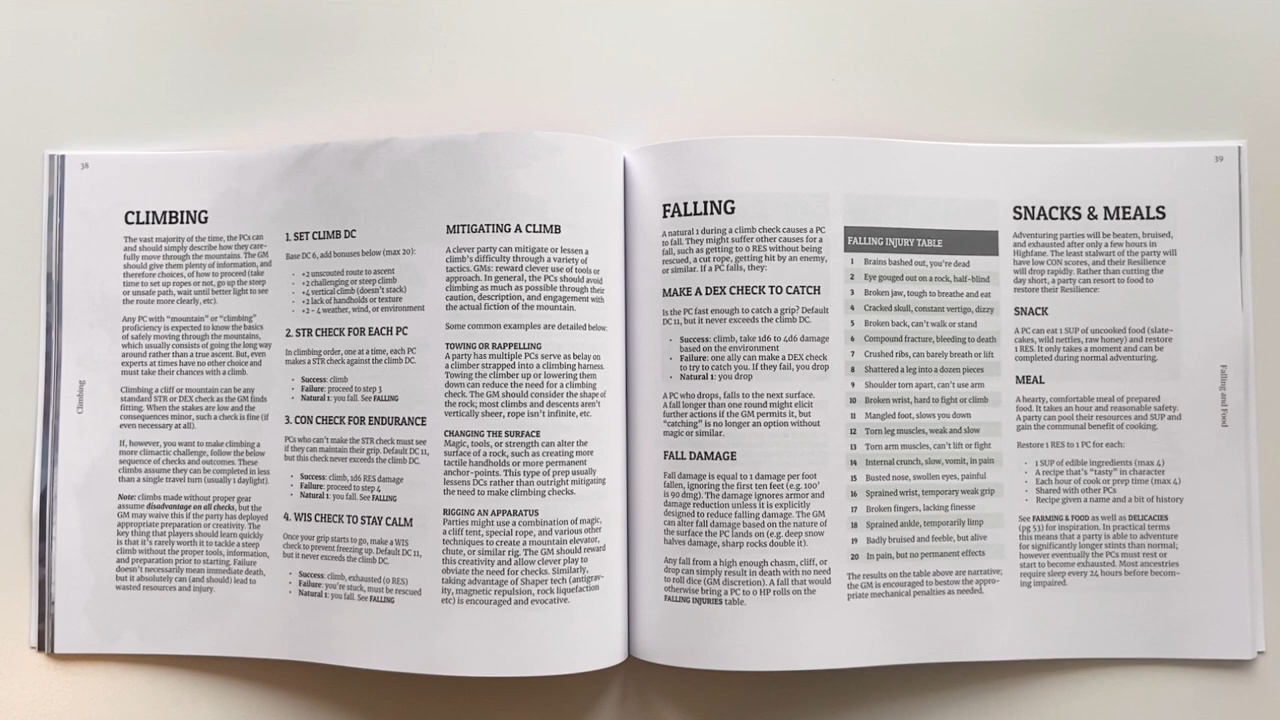 38
CLIMBING
The vast majority of the time, the PCs can
and should simply describe how they care-
fully move through the mountains. The GM
should give them plenty of information, and
therefore choices, of how to proceed (take
time to set up ropes or not, go up the steep
or unsafe path, wait until better light to see
the route more clearly, etc).
Any PC with "mountain" or "climbing"
proficiency is expected to know the basics
of safely moving through the mountains,
which usually consists of going the long way
around rather than a true ascent. But, even
experts at times have no other choice and
must take their chances with a climb.
Climbing a cliff or mountain can be any
standard STR or DEX check as the GM finds
fitting. When the stakes are low and the
consequences minor, such a check is fine (if
even necessary at all).
If, however, you want to make climbing a
more climactic challenge, follow the below
sequence of checks and outcomes. These
climbs assume they can be completed in less
than a single travel turn (usually 1 daylight).
Note: climbs made without proper gear
assume disadvantage on all checks, but the
GM may waive this if the party has deployed
appropriate preparation or creativity. The
key thing that players should learn quickly
is that it's rarely worth it to tackle a steep
climb without the proper tools, information,
and preparation prior to starting. Failure
doesn't necessarily mean immediate death,
but it absolutely can (and should) lead to
wasted resources and injury.
Climbing
1. SET CLIMB DC
Base DC 6, add bonuses below (max 20):
• +2 unscouted route to ascent
• +2 challenging or steep climb
• +4 vertical climb (doesn't stack)
• +2 lack of handholds or texture
• +2 - 4 weather, wind, or environment
2. STR CHECK FOR EACH PC
In climbing order, one at a time, each PC
makes a STR check against the climb DC.
• Success: climb
• Failure: proceed to step 3
• Natural 1: you fall. See FALLING
3. CON CHECK FOR ENDURANCE
PCs who can't make the STR check must see
if they can maintain their grip. Default DC 11,
but this check never exceeds the climb DC.
• Success: climb, 1d6 RES damage
• Failure: proceed to step 4
• Natural 1: you fall. See FALLING
4. WIS CHECK TO STAY CALM
Once your grip starts to go, make a WIS
check to prevent freezing up. Default DC 11,
but it never exceeds the climb DC.
• Success: climb, exhausted (0 RES)
• Failure: you're stuck, must be rescued
• Natural 1: you fall. See FALLING
MITIGATING A CLIMB
A clever party can mitigate or lessen a
climb's difficulty through a variety of
tactics. GMs: reward clever use of tools or
approach. In general, the PCs should avoid
climbing as much as possible through their
caution, description, and engagement with
the actual fiction of the mountain.
Some common examples are detailed below:
TOWING OR RAPPELLING
A party has multiple PCs serve as belay on
a climber strapped into a climbing harness.
Towing the climber up or lowering them
down can reduce the need for a climbing
check. The GM should consider the shape of
the rock; most climbs and descents aren't
vertically sheer, rope isn't infinite, etc.
CHANGING THE SURFACE
Magic, tools, or strength can alter the
surface of a rock, such as creating more
tactile handholds or more permanent
anchor-points. This type of prep usually
lessens DCs rather than outright mitigating
the need to make climbing checks.
RIGGING AN APPARATUS
Parties might use a combination of magic,
a cliff tent, special rope, and various other
techniques to create a mountain elevator,
chute, or similar rig. The GM should reward
this creativity and allow clever play to
obviate the need for checks. Similarly,
taking advantage of Shaper tech (antigrav-
ity, magnetic repulsion, rock liquefaction
etc) is encouraged and evocative.
39
FALLING
A natural 1 during a climb check causes a PC
to fall. They might suffer other causes for a
fall, such as getting to 0 RES without being
rescued, a cut rope, getting hit by an enemy,
or similar. If a PC falls, they:
MAKE A DEX CHECK TO CATCH
Is the PC fast enough to catch a grip? Default
DC 11, but it never exceeds the climb DC.
• Success: climb, take 1d6 to 4d6 damage
based on the environment
• Failure: one ally can make a DEX check
to try to catch you. If they fail, you drop
• Natural 1: you drop
A PC who drops, falls to the next surface.
A fall longer than one round might elicit
further actions if the GM permits it, but
"catching" is no longer an option without
magic or similar.
FALL DAMAGE
Fall damage is equal to 1 damage per foot
fallen, ignoring the first ten feet (e.g. 100'
is 90 dmg). The damage ignores armor and
damage reduction unless it is explicitly
designed to reduce falling damage. The GM
can alter fall damage based on the nature of
the surface the PC lands on (e.g. deep snow
halves damage, sharp rocks double it).
Any fall from a high enough chasm, cliff, or
drop can simply result in death with no need
to roll dice (GM discretion). A fall that would
otherwise bring a PC to 0 HP rolls on the
FALLING INJURIES table.
FALLING INJURY TABLE
1 Brains bashed out, you're dead
2 Eye gouged out on a rock, half-blind
3 Broken jaw, tough to breathe and eat
4 Cracked skull, constant vertigo, dizzy
5 Broken back, can't walk or stand
6 Compound fracture, bleeding to death
7 Crushed ribs, can barely breath or lift
8 Shattered a leg into a dozen pieces
9 Shoulder torn apart, can't use arm
10 Broken wrist, hard to fight or climb
11 Mangled foot, slows you down
12 Torn leg muscles, weak and slow
13 Torn arm muscles, can't lift or fight
14 Internal crunch, slow, vomit, in pain
15 Busted nose, swollen eyes, painful
16 Sprained wrist, temporary weak grip
17 Broken fingers, lacking finesse
18 Sprained ankle, temporarily limp
19 Badly bruised and feeble, but alive
20 In pain, but no permanent effects
The results on the table above are narrative;
the GM is encouraged to bestow the appro-
priate mechanical penalties as needed.
SNACKS & MEALS
Adventuring parties will be beaten, bruised,
and exhausted after only a few hours in
Highfane. The least stalwart of the party will
have low CON scores, and their Resilience
will drop rapidly. Rather than cutting the
day short, a party can resort to food to
restore their Resilience:
SNACK
A PC can eat 1 SUP of uncooked food (slate-
cakes, wild nettles, raw honey) and restore
1 RES. It only takes a moment and can be
completed during normal adventuring.
MEAL
A hearty, comfortable meal of prepared
food. It takes an hour and reasonable safety.
A party can pool their resources and SUP and
gain the communal benefit of cooking.
Restore 1 RES to 1 PC for each:
• 1 SUP of edible ingredients (max 4)
• A recipe that's "tasty" in character
• Each hour of cook or prep time (max 4)
• Shared with other PCs
• Recipe given a name and a bit of history
See FARMING & FOOD as well as DELICACIES
(pg 53) for inspiration. In practical terms
this means that a party is able to adventure
for significantly longer stints than normal;
however eventually the PCs must rest or
start to become exhausted. Most ancestries
require sleep every 24 hours before becom-
ing impaired.
Falling and Food